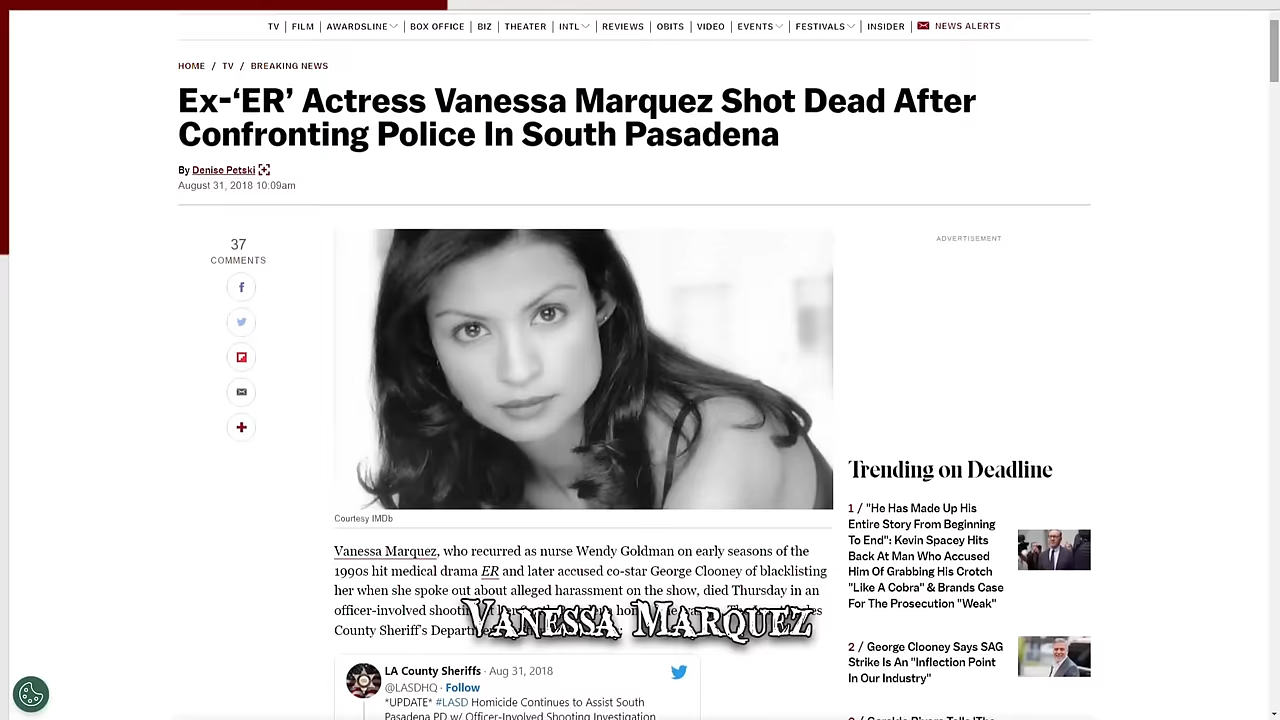 TV | FILM | AWARDSLINE | BOX OFFICE | BIZ | THEATER | INTL | REVIEWS | OBITS | VIDEO | EVENTS | FESTIVALS | INSIDER | NEWS ALERTS
HOME / TV / BREAKING NEWS
Ex-‘ER’ Actress Vanessa Marquez Shot Dead After
Confronting Police In South Pasadena
By Denise Petski
August 31, 2018 10:09am
37
COMMENTS
ADVERTISEMENT
Courtesy IMDb
Vanessa Marquez, who recurred as nurse Wendy Goldman on early seasons of the
1990s hit medical drama ER and later accused co-star George Clooney of blacklisting
her when she spoke out about alleged harassment on the show, died Thursday in an
officer-involved
County Sheriff's
VANESSA MARQUEZ
LA County Sheriffs · Aug 31, 2018
@LASDHQ · Follow
*UPDATE* #LASD Homicide Continues to Assist South
Pasadena PD w/ Officer-Involved Shooting Investigation
Trending on Deadline
1 / "He Has Made Up His
Entire Story From Beginning
To End": Kevin Spacey Hits
Back At Man Who Accused
Him Of Grabbing His Crotch
"Like A Cobra" & Brands Case
For The Prosecution "Weak"
2 / George Clooney Says SAG
Strike Is An "Inflection Point
In Our Industry"